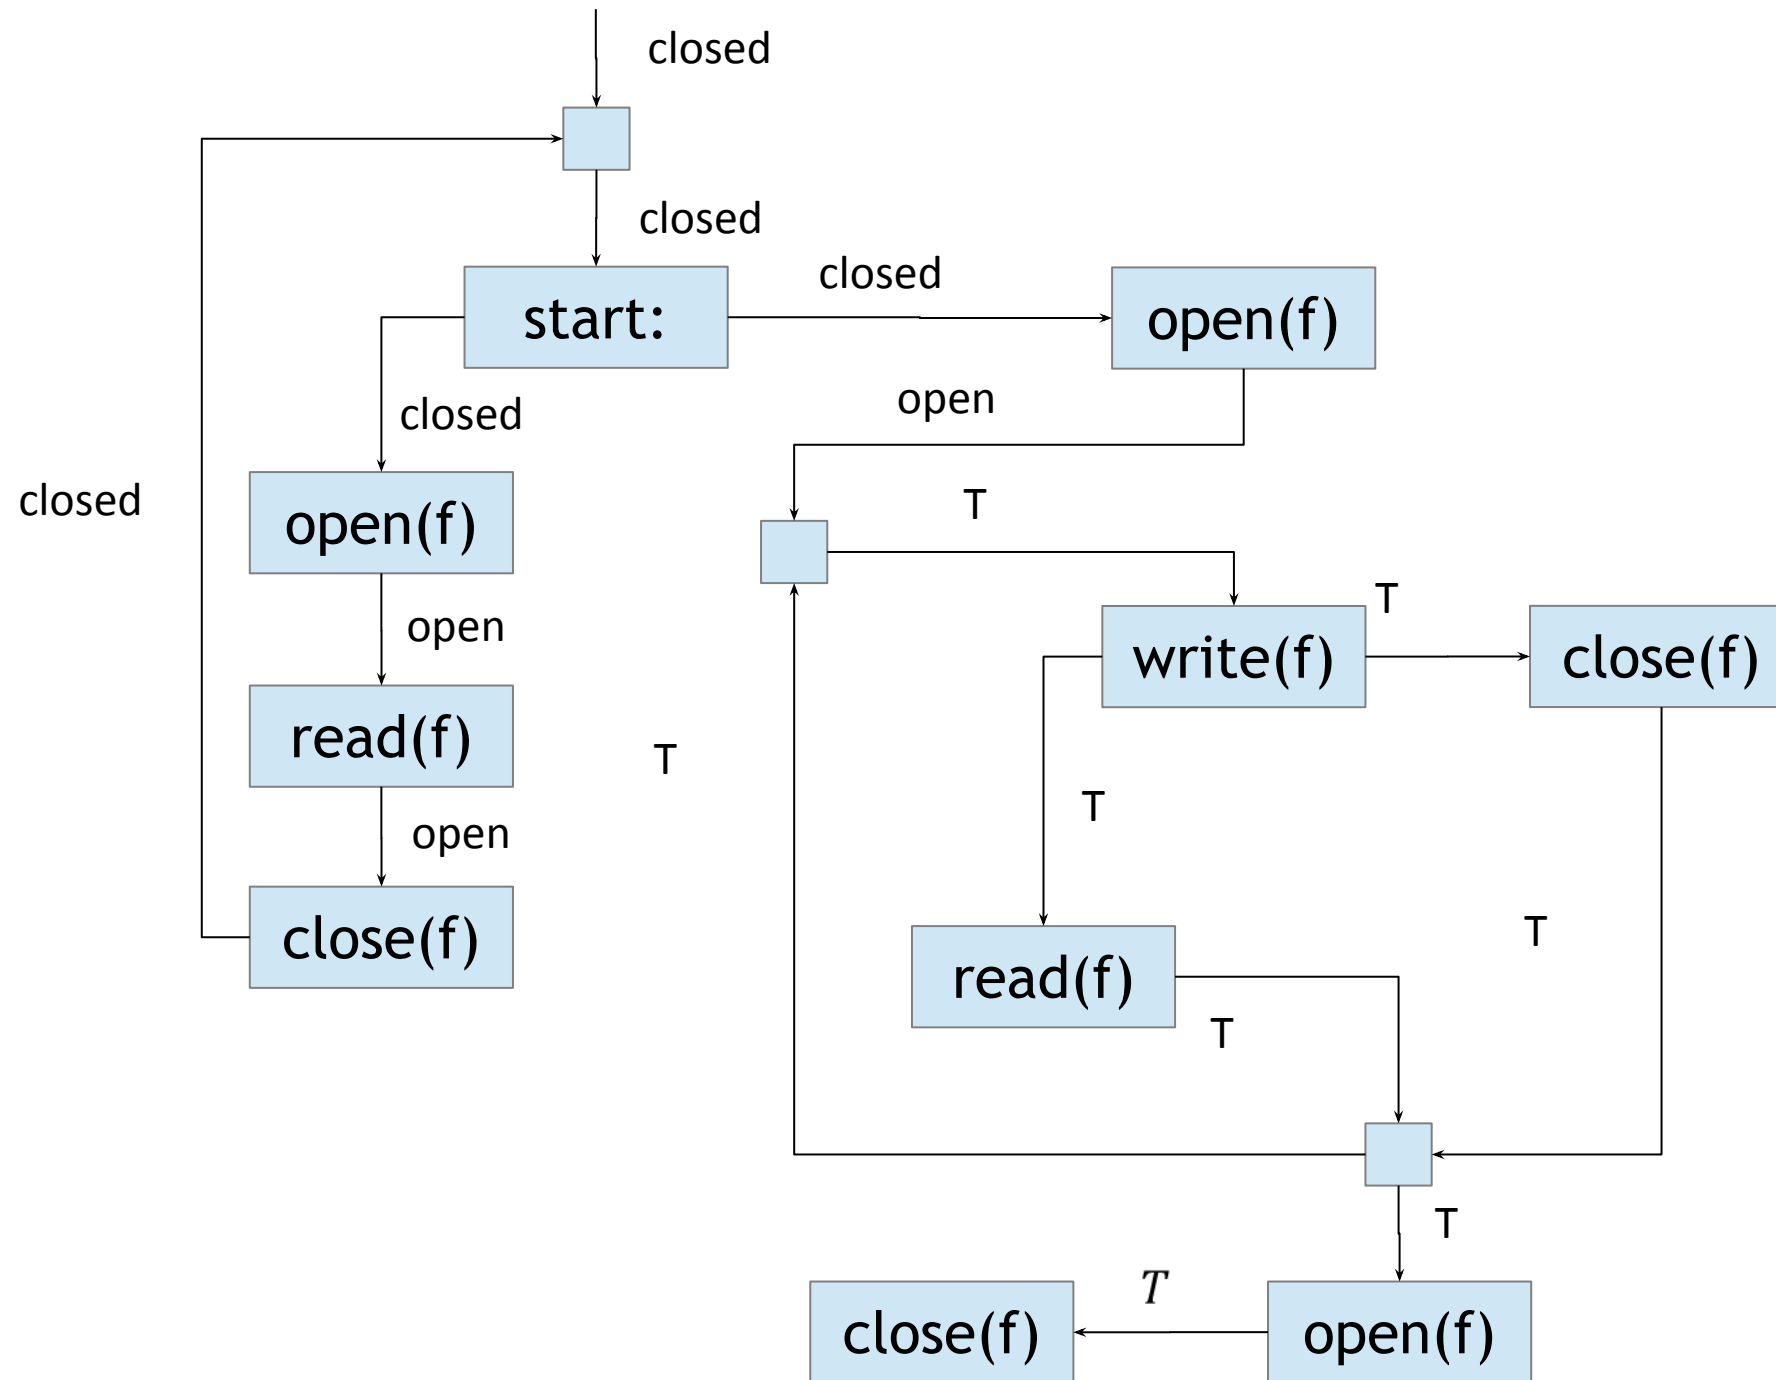 closed
closed
start:
closed
open(f)
closed
open
closed
open(f)
T
open
T
write(f)
close(f)
read(f)
T
T
open
close(f)
T
read(f)
T
T
T
close(f)
open(f)